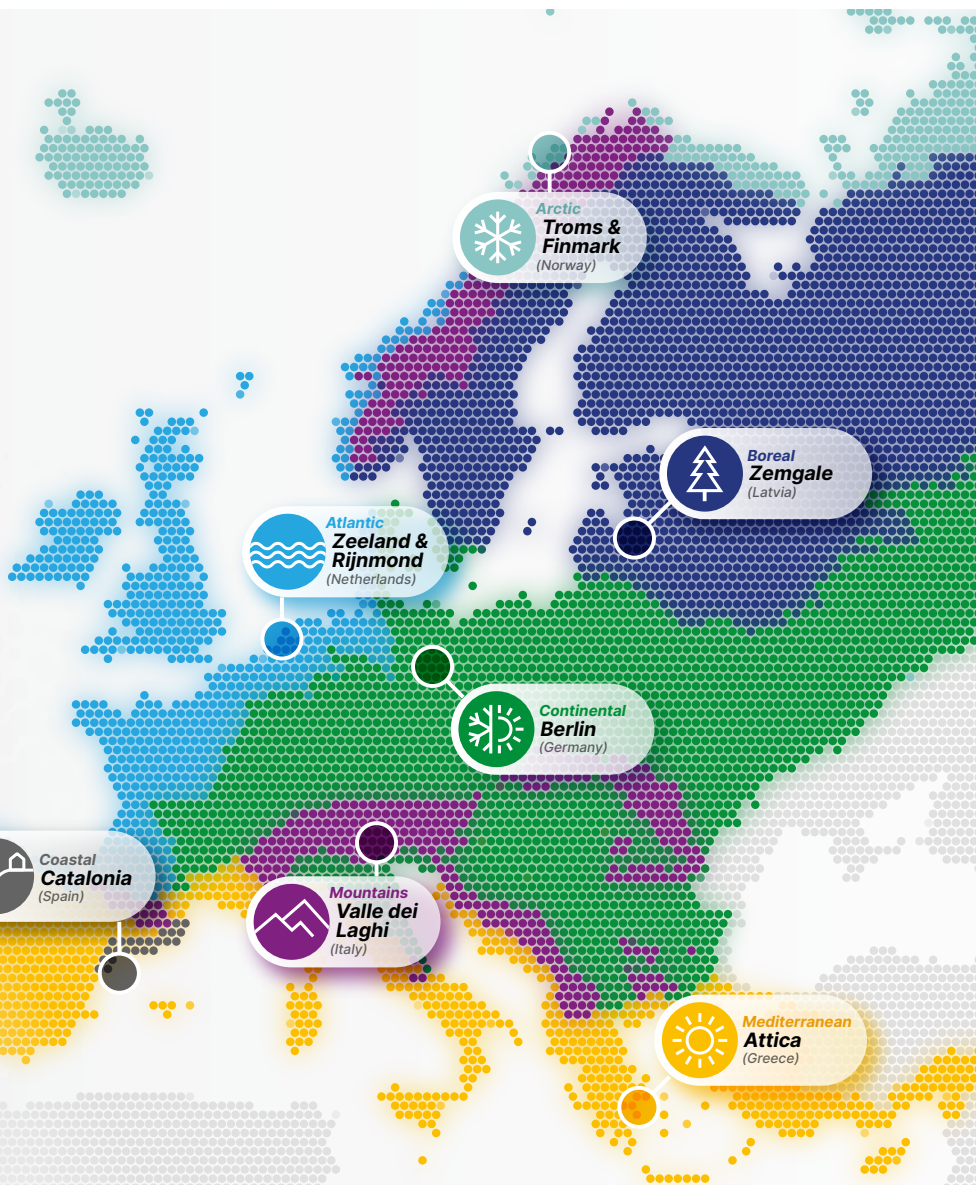 Arctic
Troms &
Finmark
(Norway)
Boreal
Zemgale
(Latvia)
Atlantic
Zeeland &
Rijnmond
(Netherlands)
Continental
Berlin
(Germany)
Coastal
Catalonia
(Spain)
Mountains
Valle dei
Laghi
(Italy)
Mediterranean
Attica
(Greece)